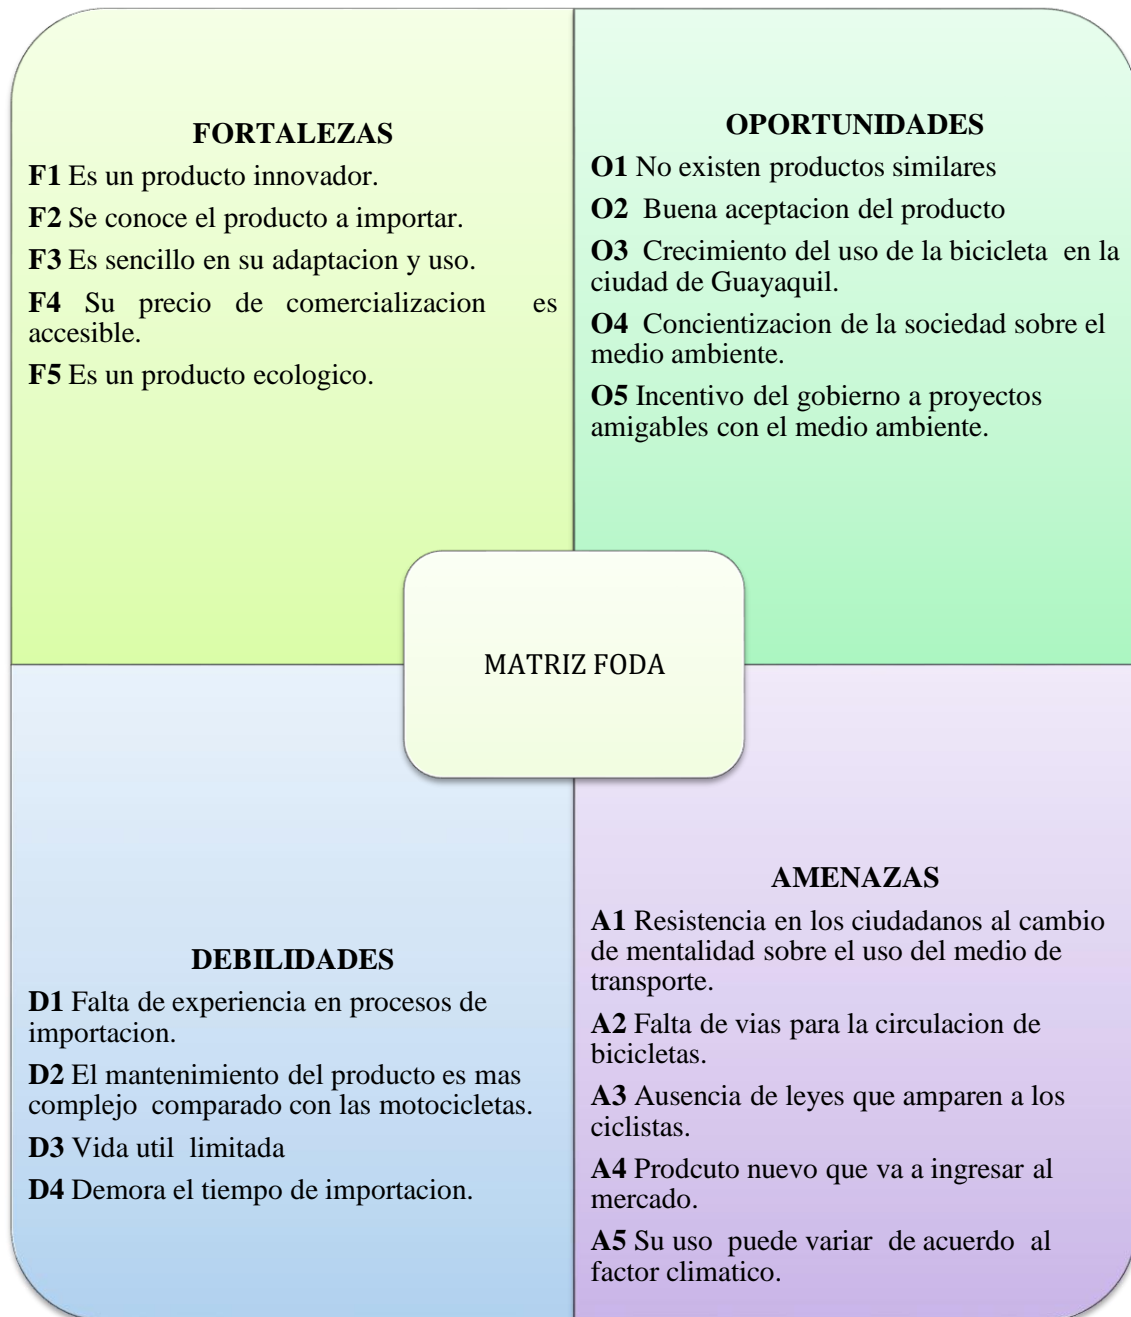 FORTALEZAS
F1 Es un producto innovador.
F2 Se conoce el producto a importar.
F3 Es sencillo en su adaptacion y uso.
F4 Su precio de comercializacion es
accesible.
F5 Es un producto ecologico.
OPORTUNIDADES
O1 No existen productos similares
O2 Buena aceptacion del producto
O3 Crecimiento del uso de la bicicleta en la
ciudad de Guayaquil.
O4 Concientizacion de la sociedad sobre el
medio ambiente.
O5 Incentivo del gobierno a proyectos
amigables con el medio ambiente.
MATRIZ FODA
DEBILIDADES
D1 Falta de experiencia en procesos de
importacion.
D2 El mantenimiento del producto es mas
complejo comparado con las motocicletas.
D3 Vida util limitada
D4 Demora el tiempo de importacion.
AMENAZAS
A1 Resistencia en los ciudadanos al cambio
de mentalidad sobre el uso del medio de
transporte.
A2 Falta de vias para la circulacion de
bicicletas.
A3 Ausencia de leyes que amparen a los
ciclistas.
A4 Prodcuto nuevo que va a ingresar al
mercado.
A5 Su uso puede variar de acuerdo al
factor climatico.